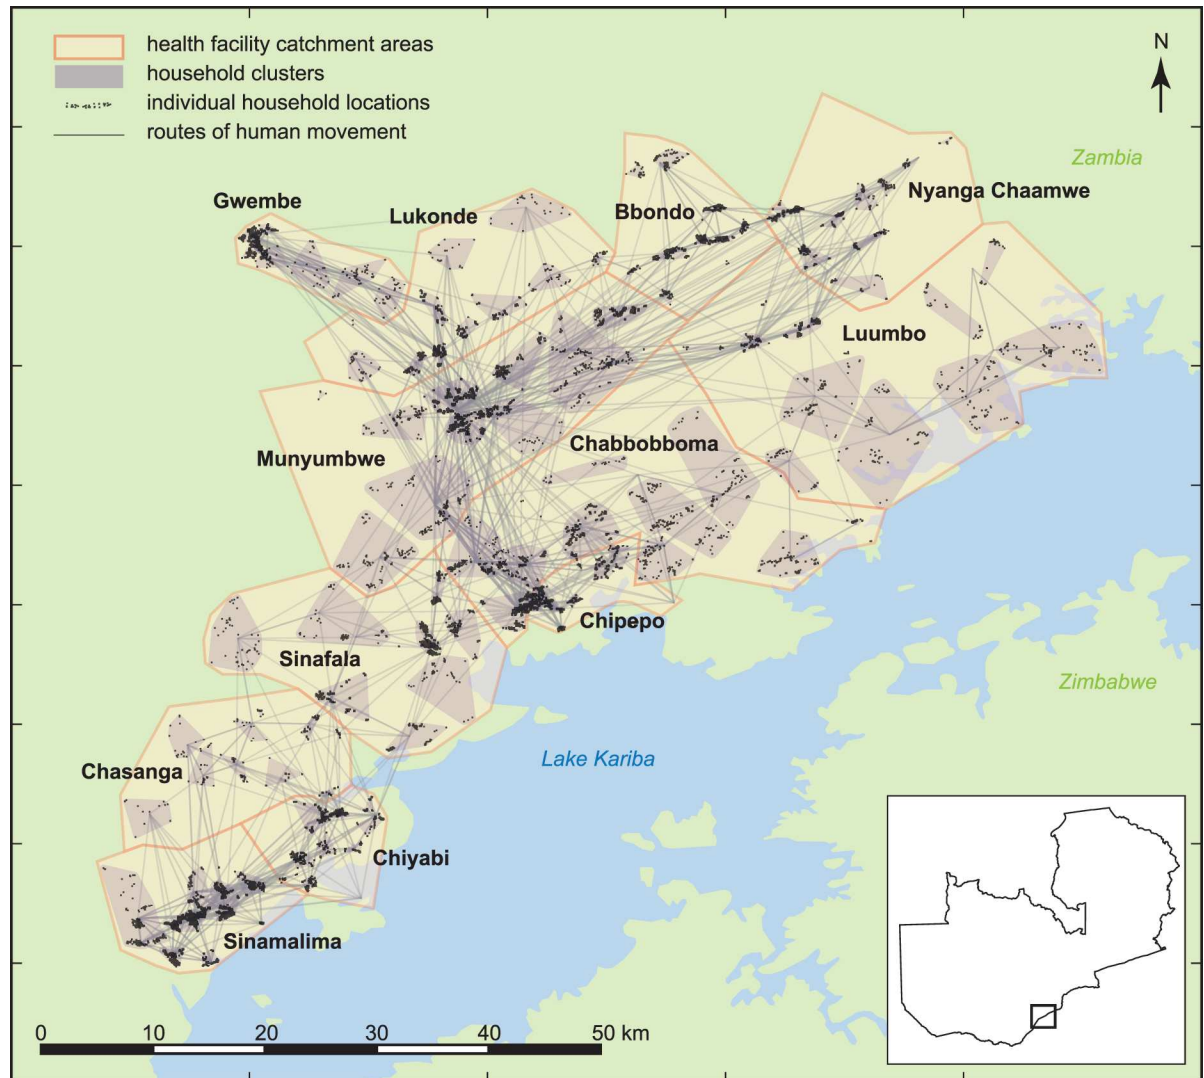 health facility catchment areas
household clusters
individual household locations
routes of human movement
N
Zambia
Nyanga Chaamwe
Gwembe
Lukonde
Bbondo
Luumbo
Munyumbwe
Chabbobboma
Chipepo
Sinafala
Zimbabwe
Lake Kariba
Chasanga
Chiyabi
Sinamalima
0 10 20 30 40 50 km